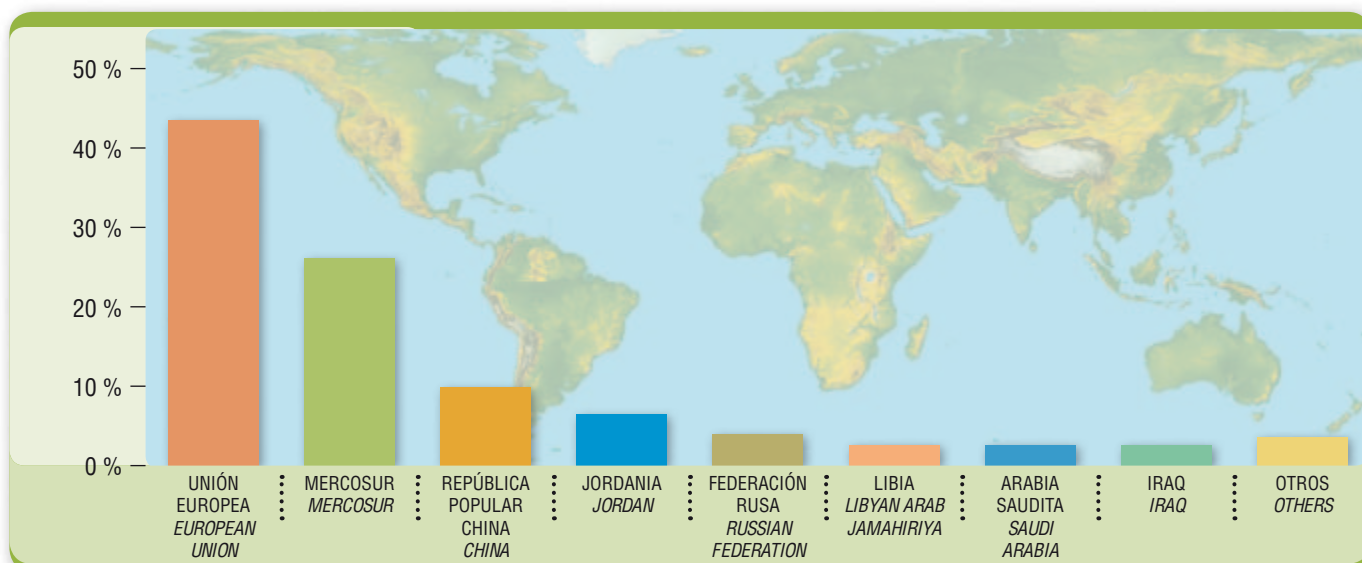 50 %
40 %
30 %
20 %
10 %
0 %
UNIÓN
EUROPEA
EUROPEAN
UNION
MERCOSUR
MERCOSUR
REPÚBLICA
POPULAR
CHINA
CHINA
JORDANIA
JORDAN
FEDERACIÓN
RUSA
RUSSIAN
FEDERATION
LIBIA
LIBYAN ARAB
JAMAHIRIYA
ARABIA
SAUDITA
SAUDI
ARABIA
IRAQ
IRAQ
OTROS
OTHERS